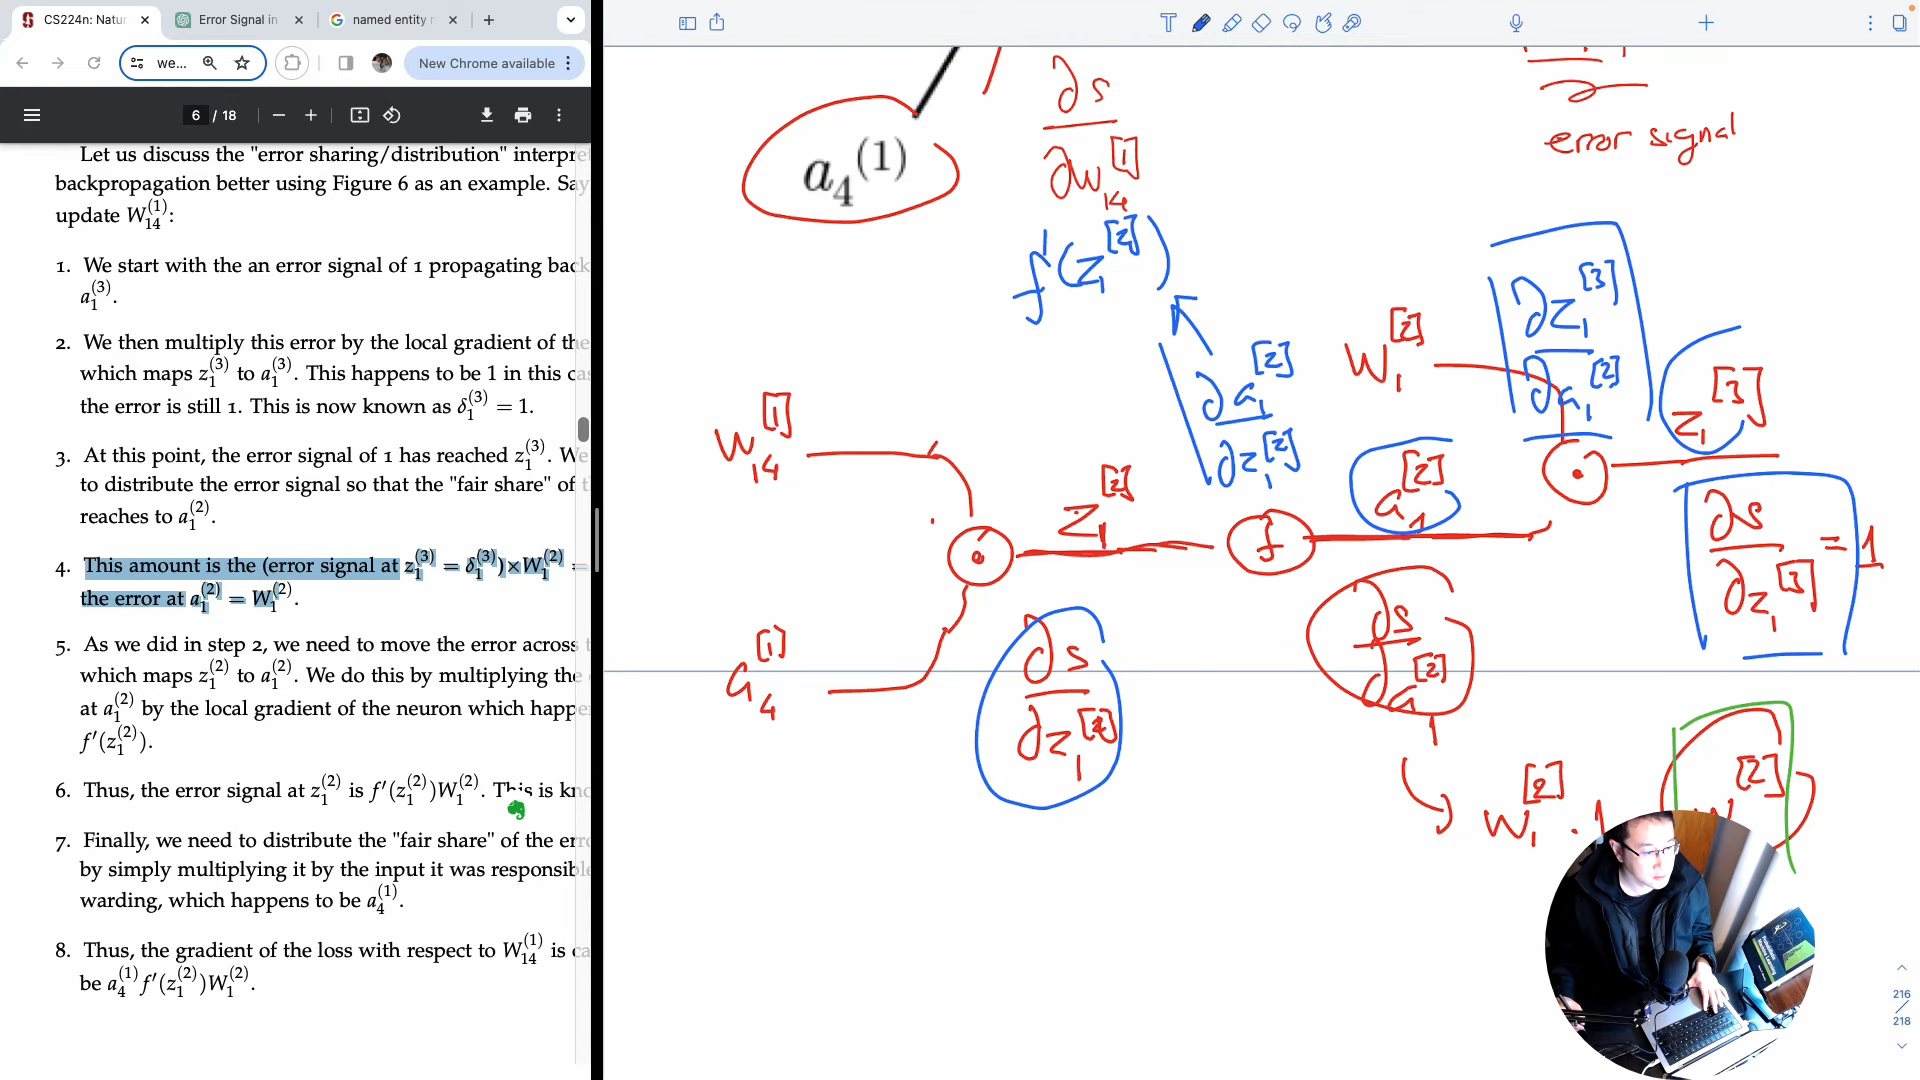 CS224n: Natur
Error Signal in
named entity r
we...
New Chrome available
6 / 18
Let us discuss the "error sharing/distribution" interpre
backpropagation better using Figure 6 as an example. Say
update W₁₄⁽¹⁾:
1. We start with the an error signal of 1 propagating back
a₁⁽³⁾.
2. We then multiply this error by the local gradient of the
which maps z₁⁽³⁾ to a₁⁽³⁾. This happens to be 1 in this ca
the error is still 1. This is now known as δ₁⁽³⁾ = 1.
3. At this point, the error signal of 1 has reached z₁⁽³⁾. We
to distribute the error signal so that the "fair share" of t
reaches to a₁⁽²⁾.
4. This amount is the (error signal at z₁⁽³⁾ = δ₁⁽³⁾)×W₁⁽²⁾ =
the error at a₁⁽²⁾ = W₁⁽²⁾.
5. As we did in step 2, we need to move the error across t
which maps z₁⁽²⁾ to a₁⁽²⁾. We do this by multiplying the
at a₁⁽²⁾ by the local gradient of the neuron which happe
f′(z₁⁽²⁾).
6. Thus, the error signal at z₁⁽²⁾ is f′(z₁⁽²⁾)W₁⁽²⁾. This is kno
7. Finally, we need to distribute the "fair share" of the erro
by simply multiplying it by the input it was responsible
warding, which happens to be a₄⁽¹⁾.
8. Thus, the gradient of the loss with respect to W₁₄⁽¹⁾ is ca
be a₄⁽¹⁾f′(z₁⁽²⁾)W₁⁽²⁾.
a₄⁽¹⁾
∂s
∂W₁₄[1]
error signal
f′(z₁[2])
∂a₁[2]
∂z₁[2]
W₁[2]
∂z₁[3]
∂a₁[2]
z₁[3]
W₁₄[1]
z₁[2]
f
a₁[2]
∂s
∂z₁[3]
= 1
a₄[1]
∂s
∂z₁[2]
∂s
∂a[2]
W₁[2] · 1
W[2]
216
218